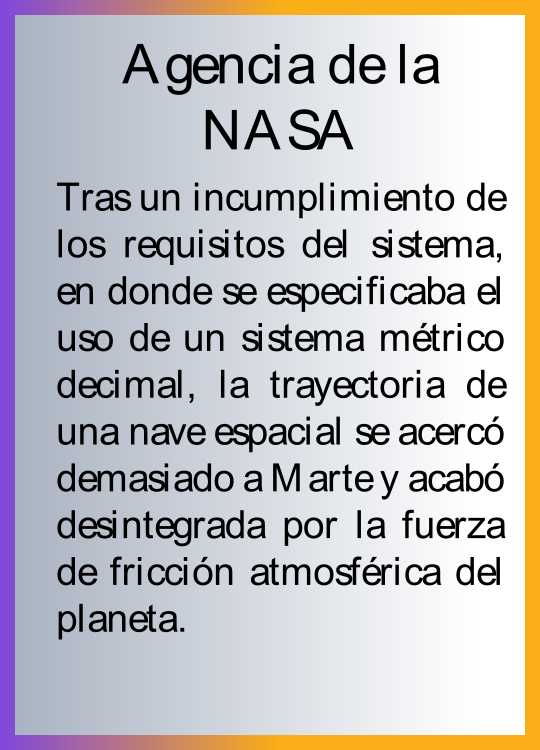 Agencia de la
NASA
Tras un incumplimiento de
los requisitos del sistema,
en donde se especificaba el
uso de un sistema métrico
decimal, la trayectoria de
una nave espacial se acercó
demasiado a Marte y acabó
desintegrada por la fuerza
de fricción atmosférica del
planeta.